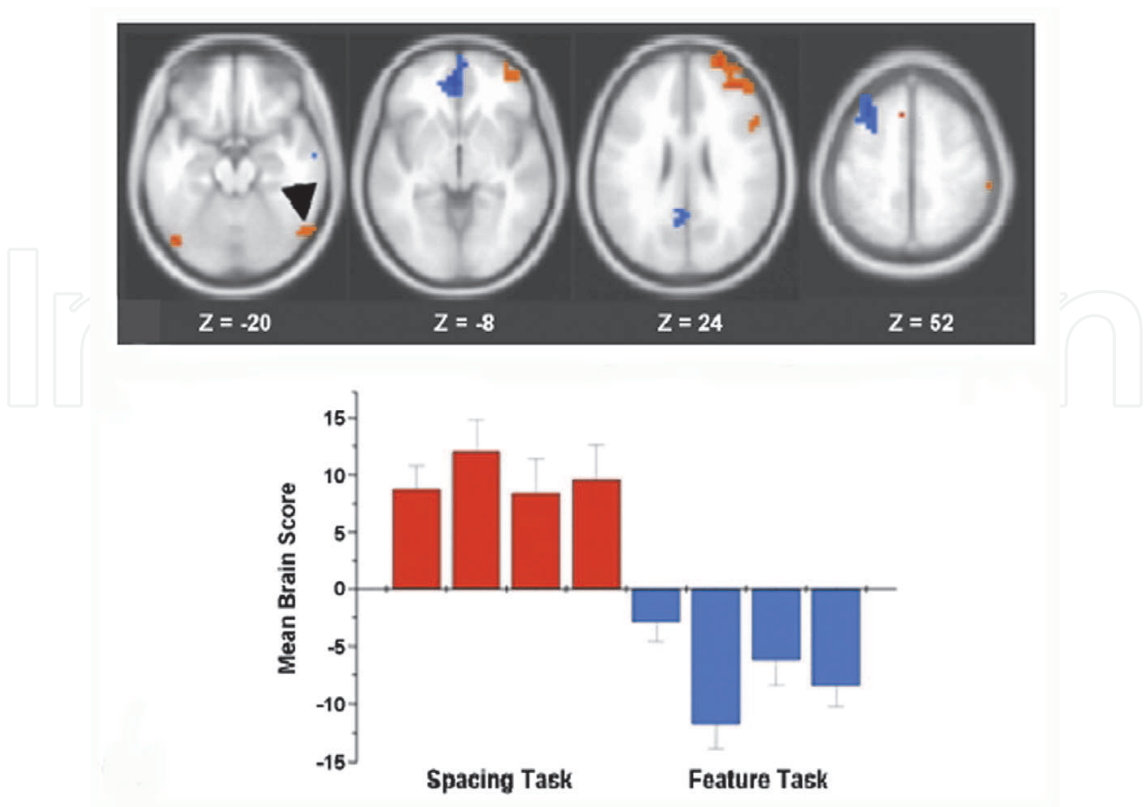 Z = -20 Z = -8 Z = 24 Z = 52
15
10
5
0
-5
-10
-15
Mean Brain Score
Spacing Task Feature Task